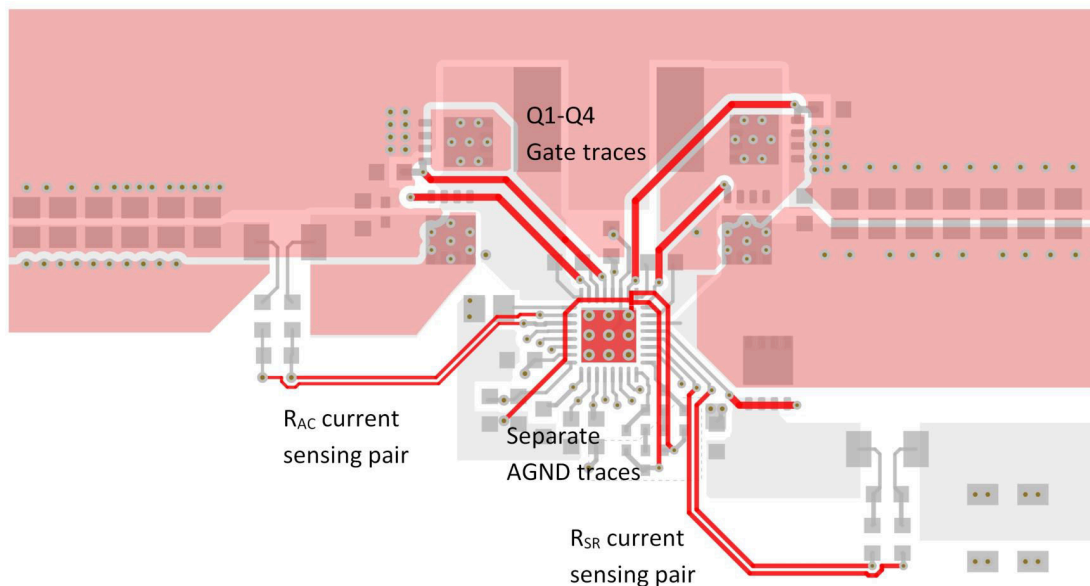 Q1-Q4
Gate traces
RAC current
sensing pair
Separate
AGND traces
RSR current
sensing pair